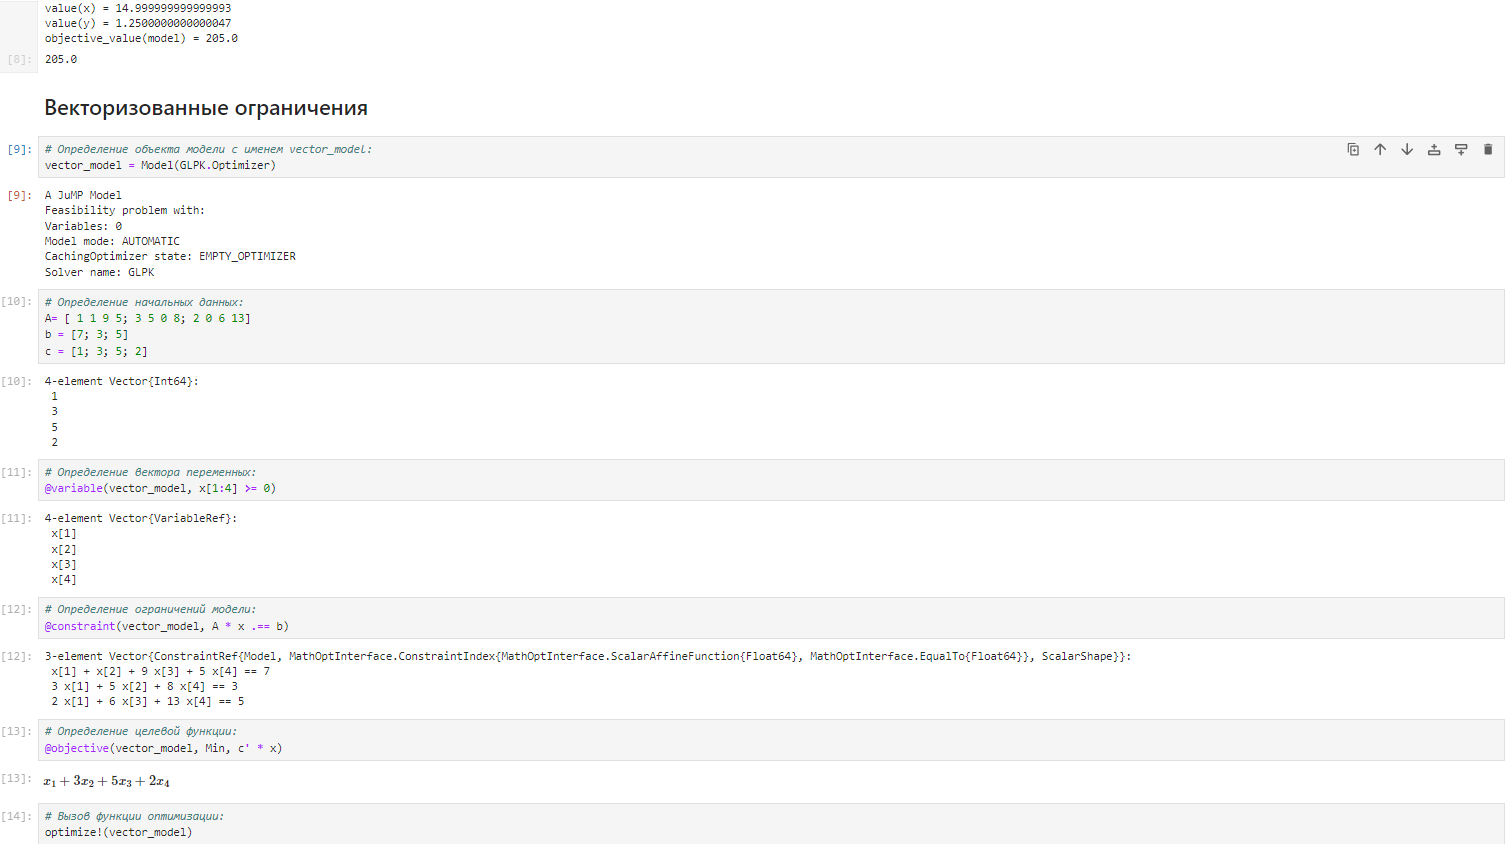 value(x) = 14.999999999999993
value(y) = 1.2500000000000047
objective_value(model) = 205.0
[8]: 205.0
Векторизованные ограничения
[9]: # Определение объекта модели с именем vector_model:
vector_model = Model(GLPK.Optimizer)
[9]: A JuMP Model
Feasibility problem with:
Variables: 0
Model mode: AUTOMATIC
CachingOptimizer state: EMPTY_OPTIMIZER
Solver name: GLPK
[10]: # Определение начальных данных:
A= [ 1 1 9 5; 3 5 0 8; 2 0 6 13]
b = [7; 3; 5]
c = [1; 3; 5; 2]
[10]: 4-element Vector{Int64}:
1
3
5
2
[11]: # Определение вектора переменных:
@variable(vector_model, x[1:4] >= 0)
[11]: 4-element Vector{VariableRef}:
x[1]
x[2]
x[3]
x[4]
[12]: # Определение ограничений модели:
@constraint(vector_model, A * x .== b)
[12]: 3-element Vector{ConstraintRef{Model, MathOptInterface.ConstraintIndex{MathOptInterface.ScalarAffineFunction{Float64}, MathOptInterface.EqualTo{Float64}}, ScalarShape}}:
x[1] + x[2] + 9 x[3] + 5 x[4] == 7
3 x[1] + 5 x[2] + 8 x[4] == 3
2 x[1] + 6 x[3] + 13 x[4] == 5
[13]: # Определение целевой функции:
@objective(vector_model, Min, c' * x)
[13]: x₁ + 3x₂ + 5x₃ + 2x₄
[14]: # Вызов функции оптимизации:
optimize!(vector_model)